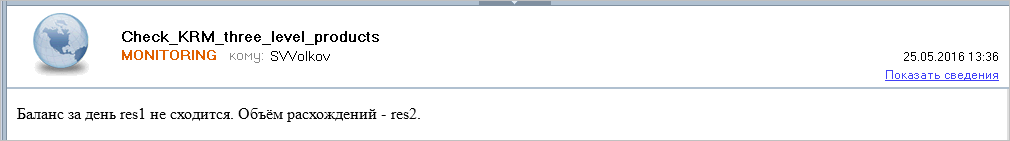 Check_KRM_three_level_products
MONITORING кому: SVVolkov
25.05.2016 13:36
Показать сведения
Баланс за день res1 не сходится. Объём расхождений - res2.